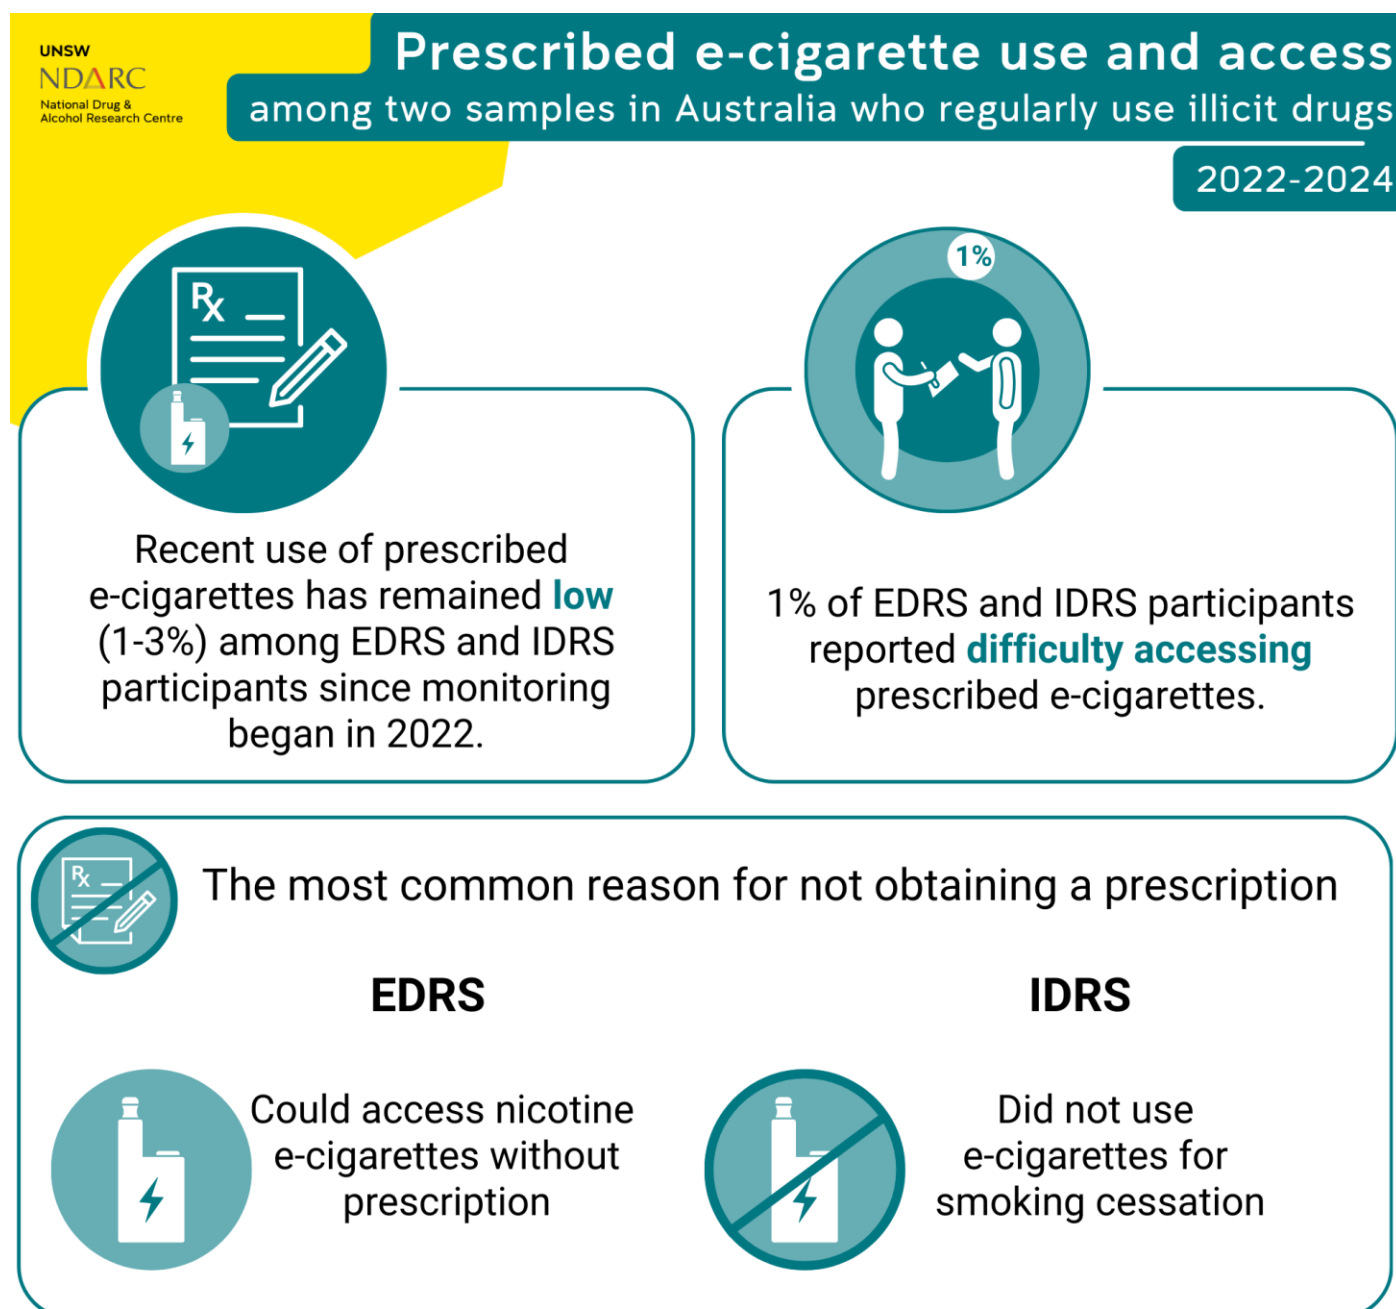 UNSW
NDARC
National Drug &
Alcohol Research Centre
Prescribed e-cigarette use and access
among two samples in Australia who regularly use illicit drugs
2022-2024
Rx
1%
Recent use of prescribed
e-cigarettes has remained low
(1-3%) among EDRS and IDRS
participants since monitoring
began in 2022.
1% of EDRS and IDRS participants
reported difficulty accessing
prescribed e-cigarettes.
Rx
The most common reason for not obtaining a prescription
EDRS
IDRS
Could access nicotine
e-cigarettes without
prescription
Did not use
e-cigarettes for
smoking cessation